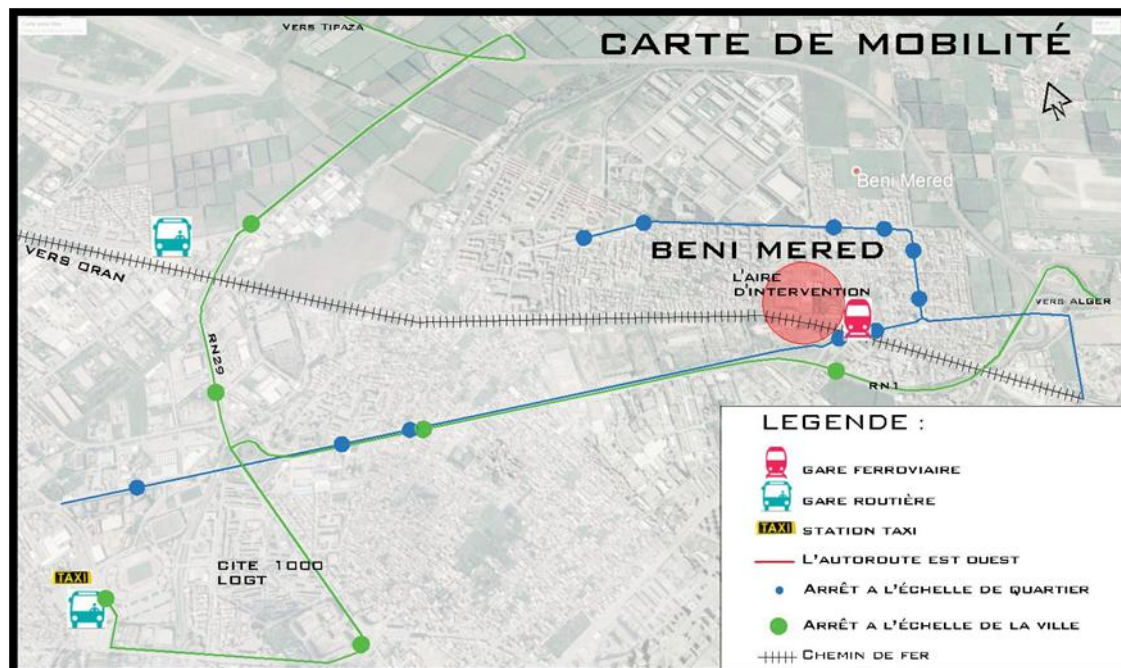 VERS TIPAZA
CARTE DE MOBILITÉ
N
Beni Mered
BENI MERED
L'AIRE
D'INTERVENTION
VERS ORAN
VERS ALGER
RN29
RN1
CITE 1000
LOGT
TAXI
LEGENDE :
GARE FERROVIAIRE
GARE ROUTIÈRE
TAXI STATION TAXI
L'AUTOROUTE EST OUEST
ARRÊT A L'ÉCHELLE DE QUARTIER
ARRÊT A L'ÉCHELLE DE LA VILLE
CHEMIN DE FER